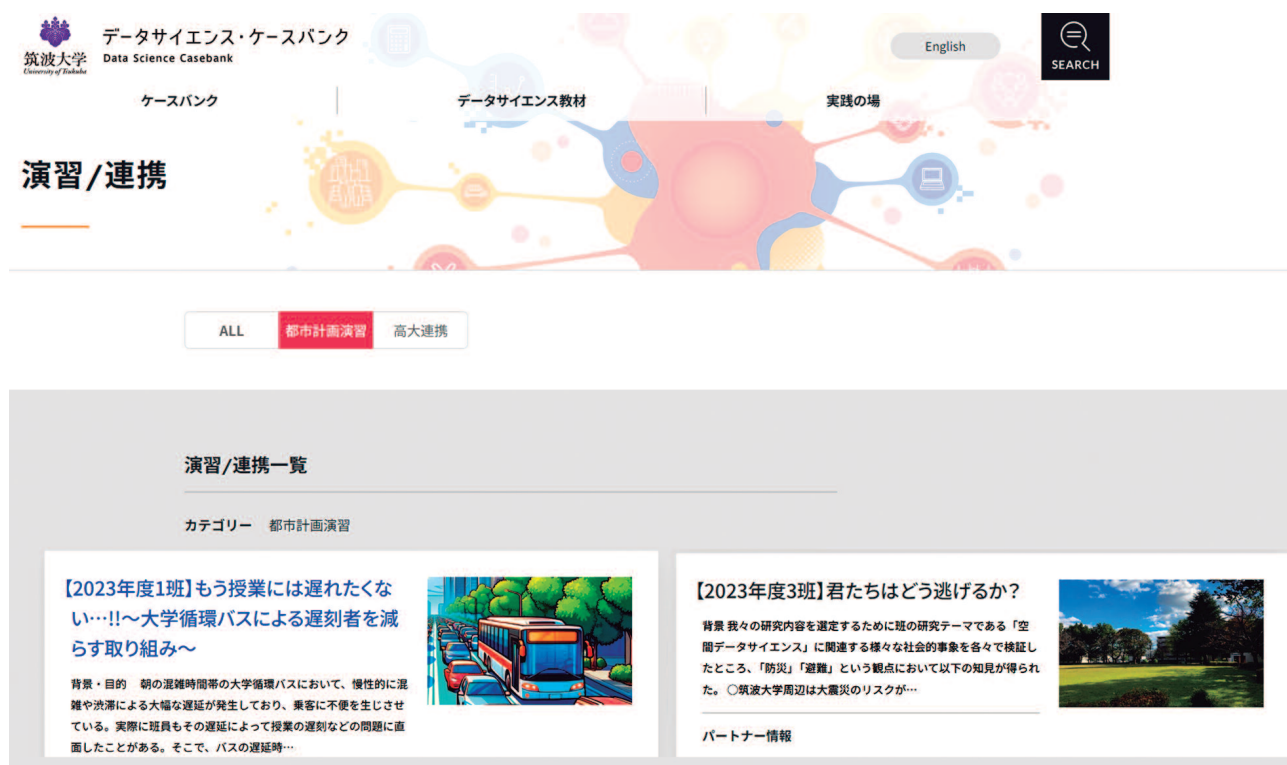 筑波大学
University of Tsukuba
データサイエンス・ケースバンク
Data Science Casebank
English
SEARCH
ケースバンク
データサイエンス教材
実践の場
演習/連携
ALL
都市計画演習
高大連携
演習/連携一覧
カテゴリー 都市計画演習
【2023年度1班】もう授業には遅れたくな
い…!!～大学循環バスによる遅刻者を減
らす取り組み～
背景・目的 朝の混雑時間帯の大学循環バスにおいて、慢性的に混
雑や渋滞による大幅な遅延が発生しており、乗客に不便を生じさせ
ている。実際に班員もその遅延によって授業の遅刻などの問題に直
面したことがある。そこで、バスの遅延時…
【2023年度3班】君たちはどう逃げるか？
背景 我々の研究内容を選定するために班の研究テーマである「空
間データサイエンス」に関連する様々な社会的事象を各々で検証し
たところ、「防災」「避難」という観点において以下の知見が得られ
た。 ○筑波大学周辺は大震災のリスクが…
パートナー情報